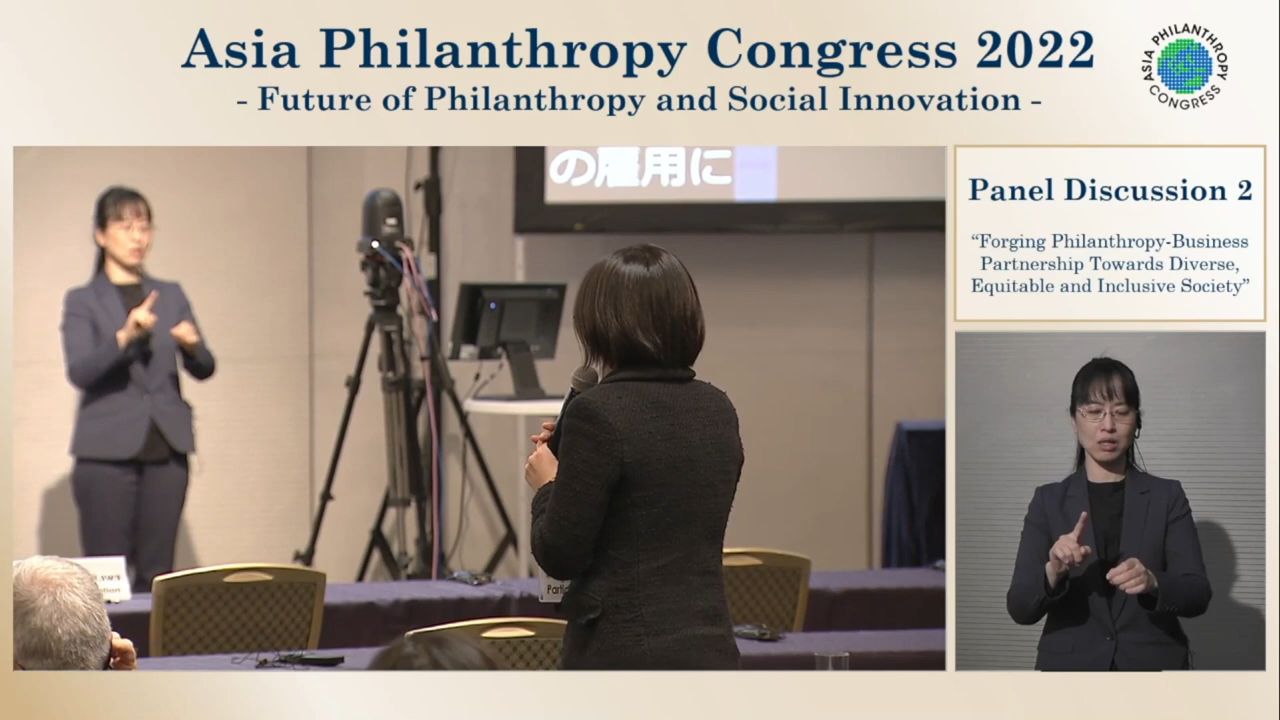 Asia Philanthropy Congress 2022
- Future of Philanthropy and Social Innovation -
ASIA PHILANTHROPY
CONGRESS
の雇用に
Panel Discussion 2
“Forging Philanthropy-Business
Partnership Towards Diverse,
Equitable and Inclusive Society”